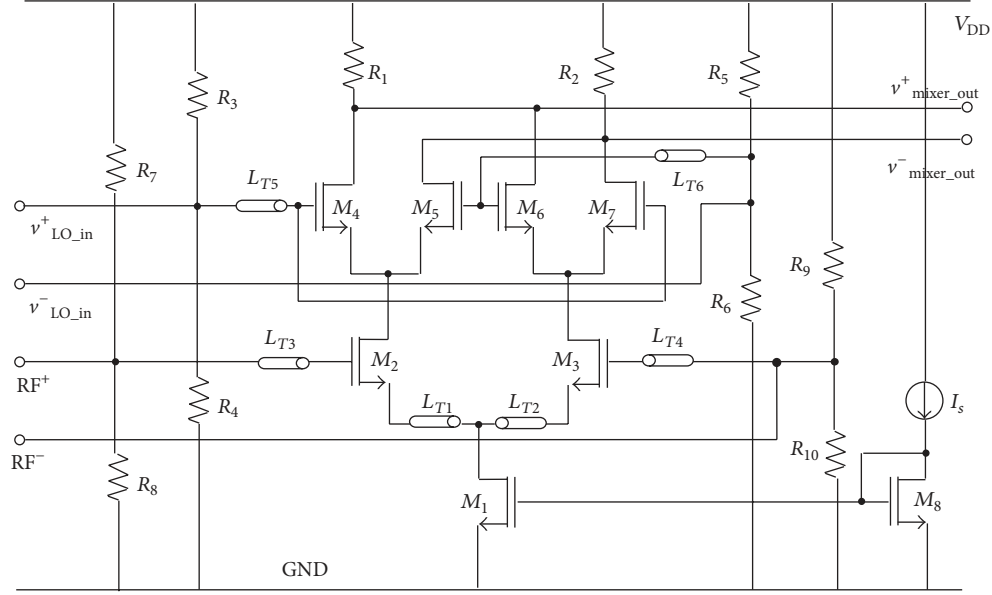 V_DD
R_1
R_2
R_5
R_3
v^+_mixer_out
R_7
L_T5
L_T6
v^-_mixer_out
M_4
M_5
M_6
M_7
v^+_LO_in
R_9
v^-_LO_in
R_6
L_T3
L_T4
M_2
M_3
RF^+
L_T1
L_T2
R_4
I_s
RF^-
R_8
R_10
M_1
M_8
GND